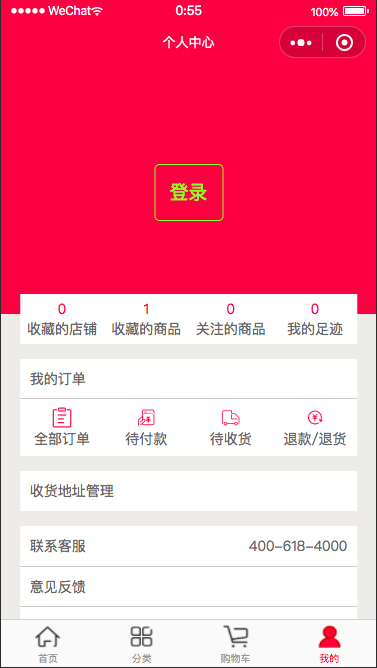 WeChat 0:55 100%
个人中心
登录
0 1 0 0
收藏的店铺 收藏的商品 关注的商品 我的足迹
我的订单
全部订单 待付款 待收货 退款/退货
收货地址管理
联系客服 400-618-4000
意见反馈
首页 分类 购物车 我的